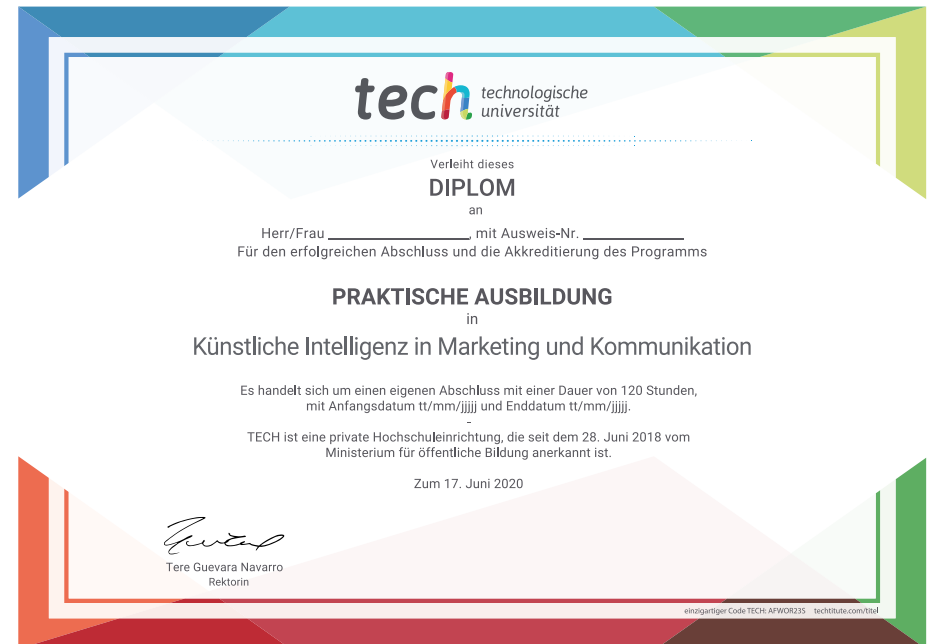 tech technologische
universität
Verleiht dieses
DIPLOM
an
Herr/Frau ____________________, mit Ausweis-Nr. ______________
Für den erfolgreichen Abschluss und die Akkreditierung des Programms
PRAKTISCHE AUSBILDUNG
in
Künstliche Intelligenz in Marketing und Kommunikation
Es handelt sich um einen eigenen Abschluss mit einer Dauer von 120 Stunden,
mit Anfangsdatum tt/mm/jjjjj und Enddatum tt/mm/jjjjj.
-
TECH ist eine private Hochschuleinrichtung, die seit dem 28. Juni 2018 vom
Ministerium für öffentliche Bildung anerkannt ist.
Zum 17. Juni 2020
Tere Guevara Navarro
Rektorin
einzigartiger Code TECH: AFWOR23S techtitute.com/titel